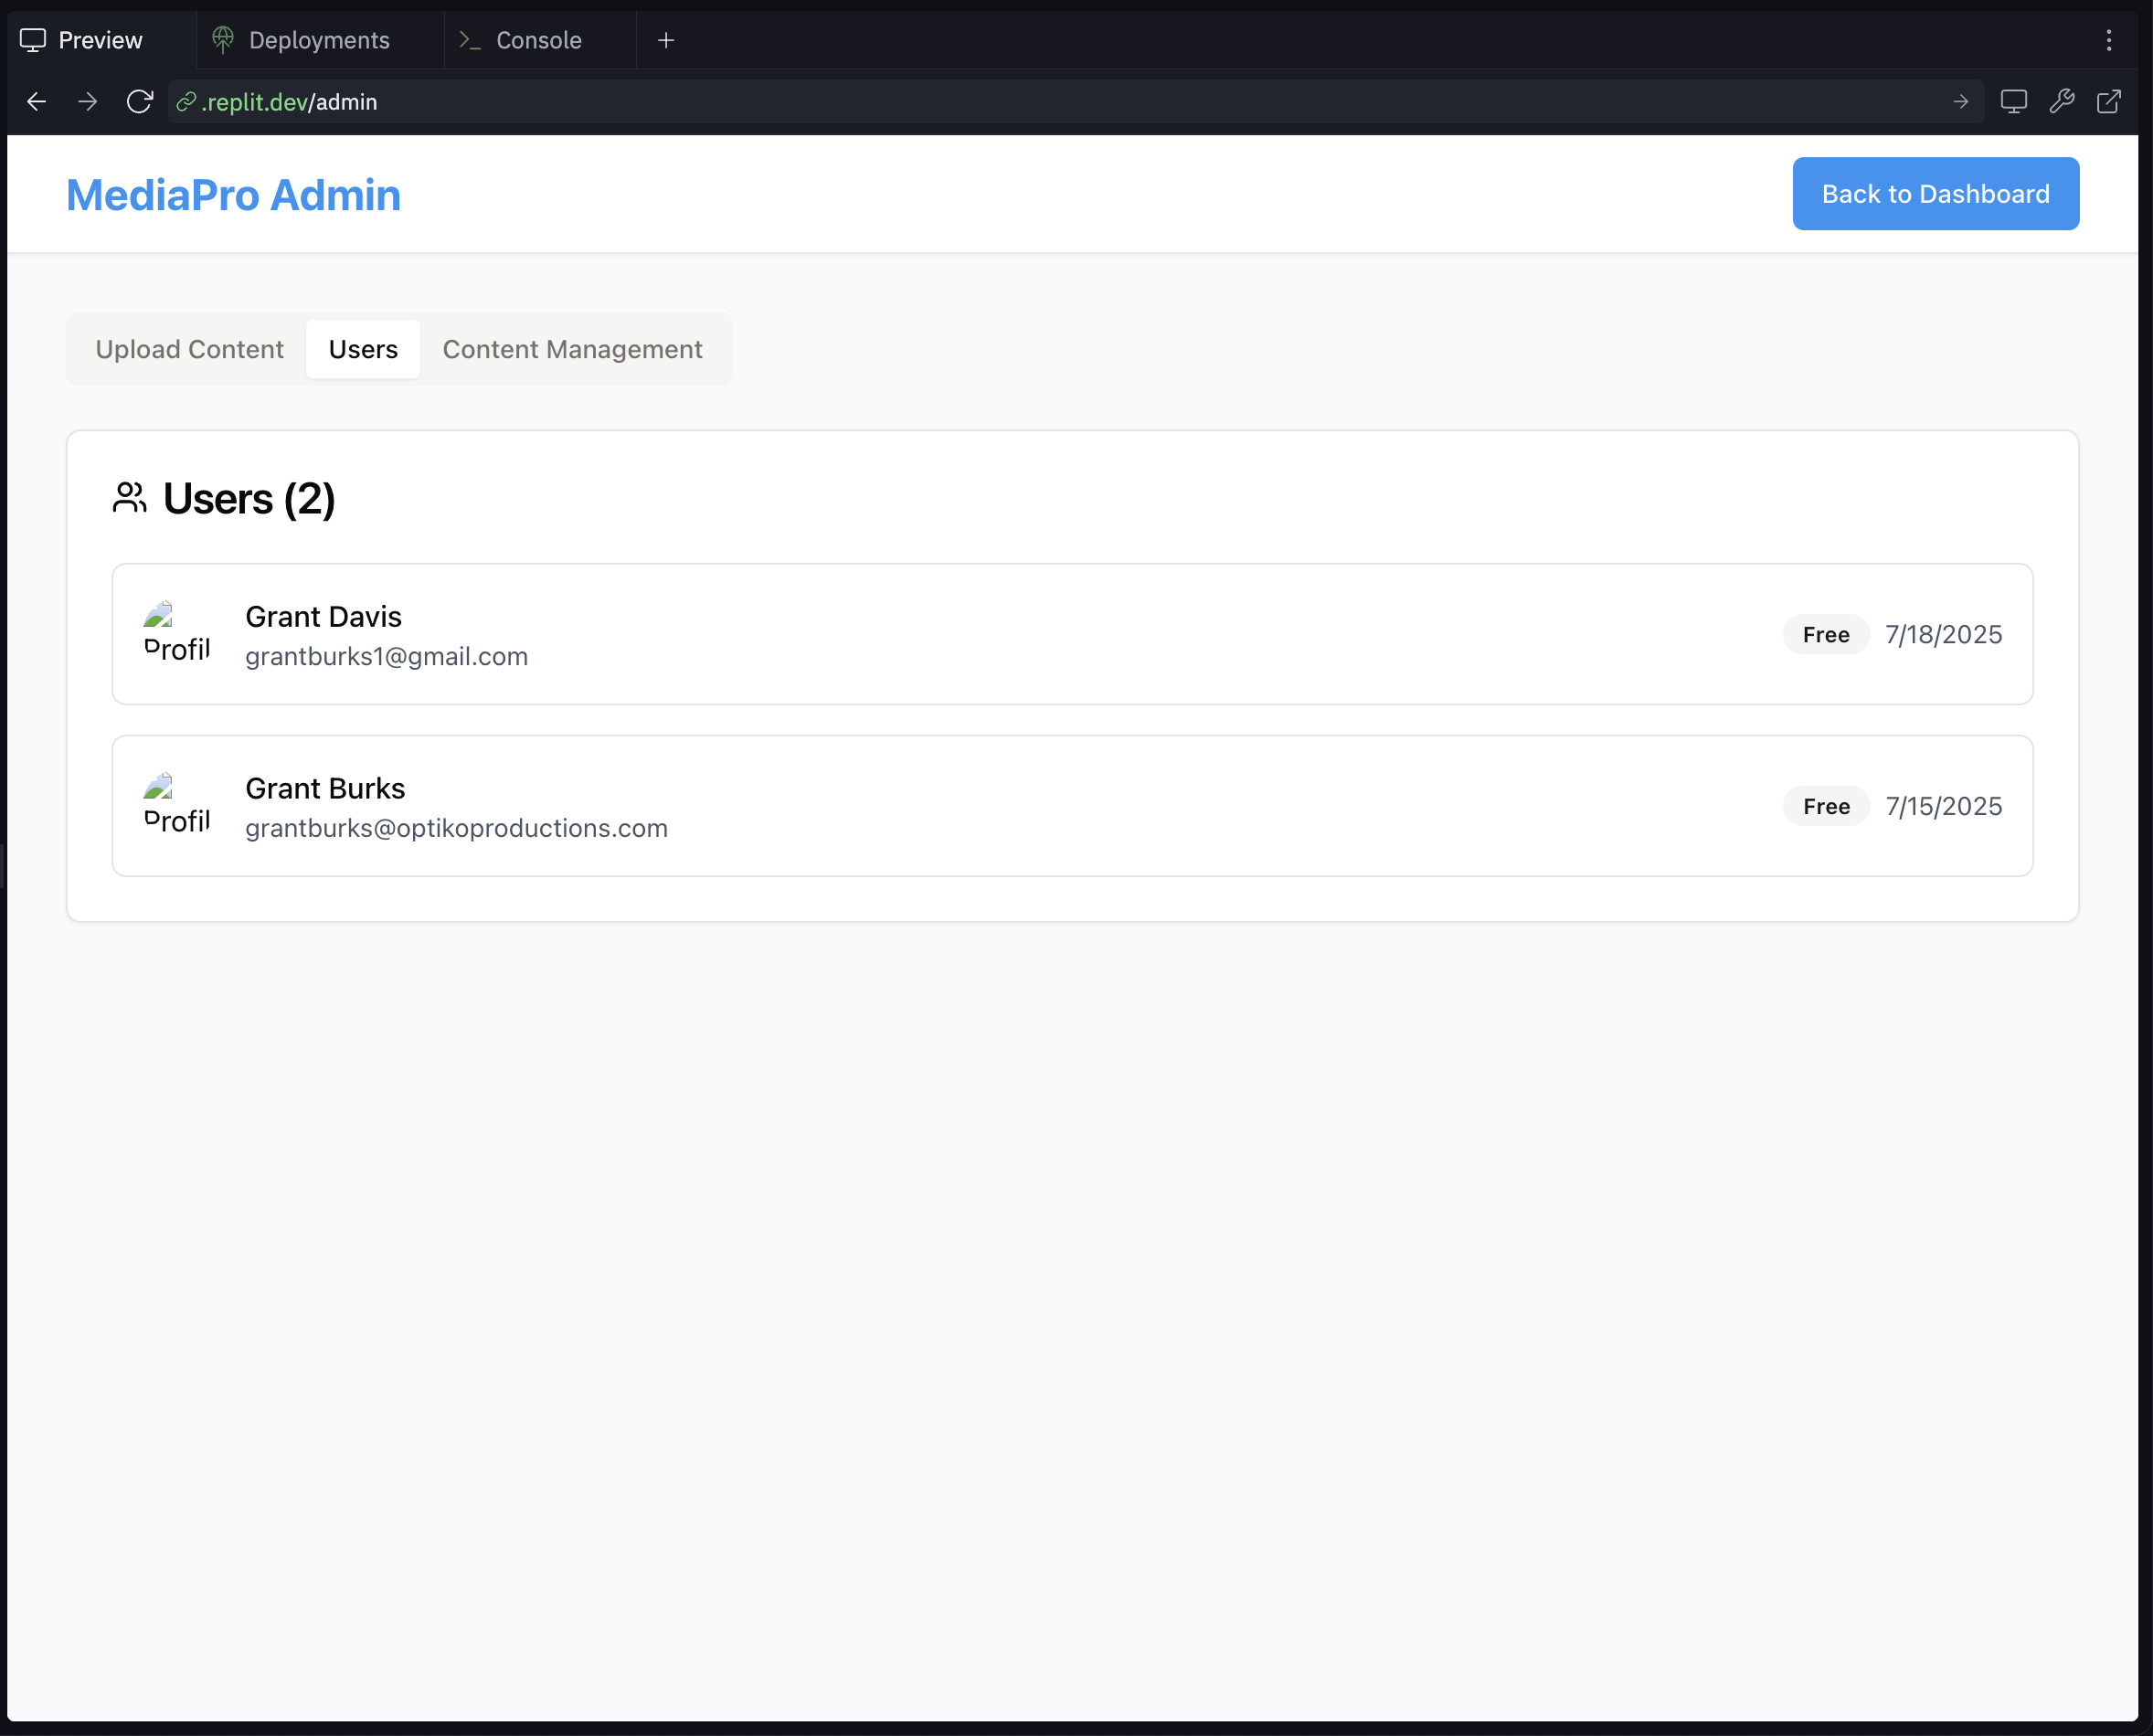 Preview
Deployments
Console
.replit.dev/admin
MediaPro Admin
Back to Dashboard
Upload Content
Users
Content Management
Users (2)
Profil
Grant Davis
grantburks1@gmail.com
Free
7/18/2025
Profil
Grant Burks
grantburks@optikoproductions.com
Free
7/15/2025